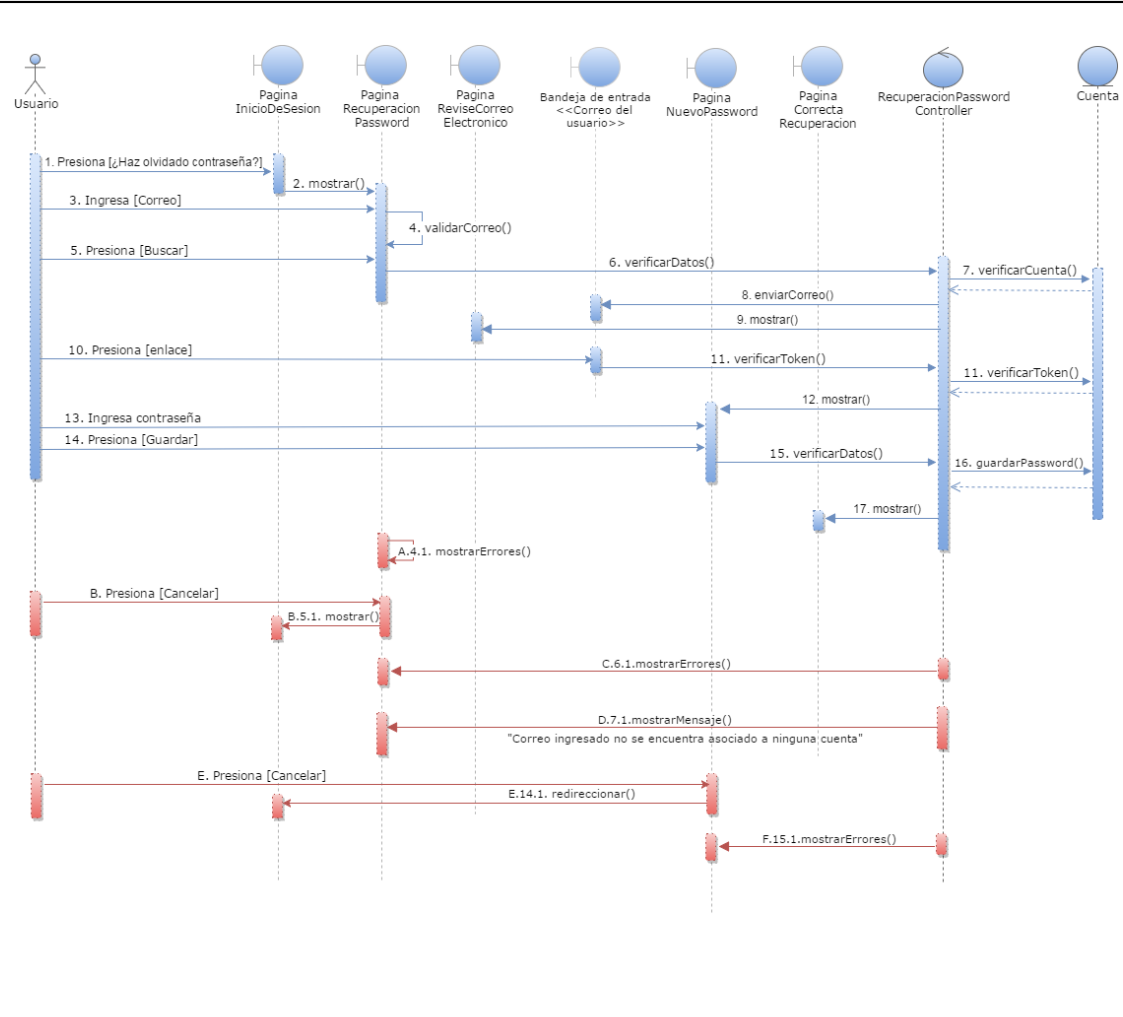 Usuario
Pagina
InicioDeSesion
Pagina
Recuperacion
Password
Pagina
ReviseCorreo
Electronico
Bandeja de entrada
<<Correo del
usuario>>
Pagina
NuevoPassword
Pagina
Correcta
Recuperacion
RecuperacionPassword
Controller
Cuenta
1. Presiona [¿Haz olvidado contraseña?]
2. mostrar()
3. Ingresa [Correo]
4. validarCorreo()
5. Presiona [Buscar]
6. verificarDatos()
7. verificarCuenta()
8. enviarCorreo()
9. mostrar()
10. Presiona [enlace]
11. verificarToken()
11. verificarToken()
12. mostrar()
13. Ingresa contraseña
14. Presiona [Guardar]
15. verificarDatos()
16. guardarPassword()
17. mostrar()
A.4.1. mostrarErrores()
B. Presiona [Cancelar]
B.5.1. mostrar()
C.6.1.mostrarErrores()
D.7.1.mostrarMensaje()
"Correo ingresado no se encuentra asociado a ninguna cuenta"
E. Presiona [Cancelar]
E.14.1. redireccionar()
F.15.1.mostrarErrores()